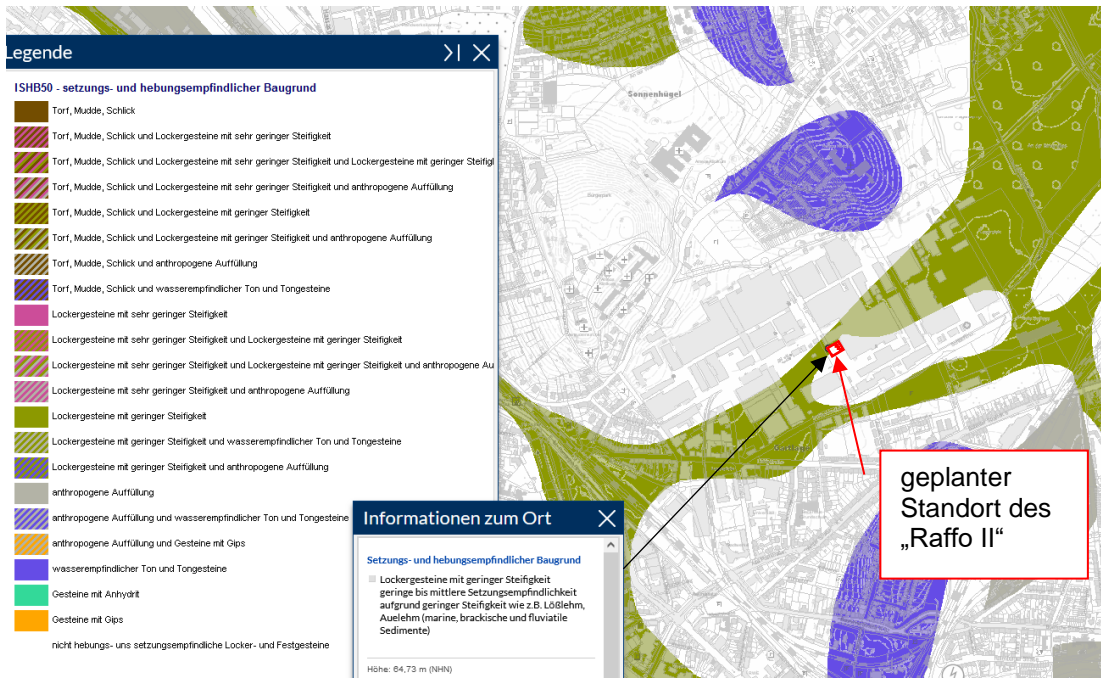 Legende
ISHB50 - setzungs- und hebungsempfindlicher Baugrund
Torf, Mudde, Schlick
Torf, Mudde, Schlick und Lockergesteine mit sehr geringer Steifigkeit
Torf, Mudde, Schlick und Lockergesteine mit sehr geringer Steifigkeit und Lockergesteine mit geringer Steifigl
Torf, Mudde, Schlick und Lockergesteine mit sehr geringer Steifigkeit und anthropogene Auffüllung
Torf, Mudde, Schlick und Lockergesteine mit geringer Steifigkeit
Torf, Mudde, Schlick und Lockergesteine mit geringer Steifigkeit und anthropogene Auffüllung
Torf, Mudde, Schlick und anthropogene Auffüllung
Torf, Mudde, Schlick und wasserempfindlicher Ton und Tongesteine
Lockergesteine mit sehr geringer Steifigkeit
Lockergesteine mit sehr geringer Steifigkeit und Lockergesteine mit geringer Steifigkeit
Lockergesteine mit sehr geringer Steifigkeit und Lockergesteine mit geringer Steifigkeit und anthropogene Au
Lockergesteine mit sehr geringer Steifigkeit und anthropogene Auffüllung
Lockergesteine mit geringer Steifigkeit
Lockergesteine mit geringer Steifigkeit und wasserempfindlicher Ton und Tongesteine
Lockergesteine mit geringer Steifigkeit und anthropogene Auffüllung
anthropogene Auffüllung
anthropogene Auffüllung und wasserempfindlicher Ton und Tongesteine
anthropogene Auffüllung und Gesteine mit Gips
wasserempfindlicher Ton und Tongesteine
Gesteine mit Anhydrit
Gesteine mit Gips
nicht hebungs- uns setzungsempfindliche Locker- und Festgesteine
Informationen zum Ort
Setzungs- und hebungsempfindlicher Baugrund
Lockergesteine mit geringer Steifigkeit
geringe bis mittlere Setzungsempfindlichkeit
aufgrund geringer Steifigkeit wie z.B. Lößlehm,
Auelehm (marine, brackische und fluviatile
Sedimente)
Höhe: 64,73 m (NHN)
Sonnenhügel
geplanter
Standort des
„Raffo II“